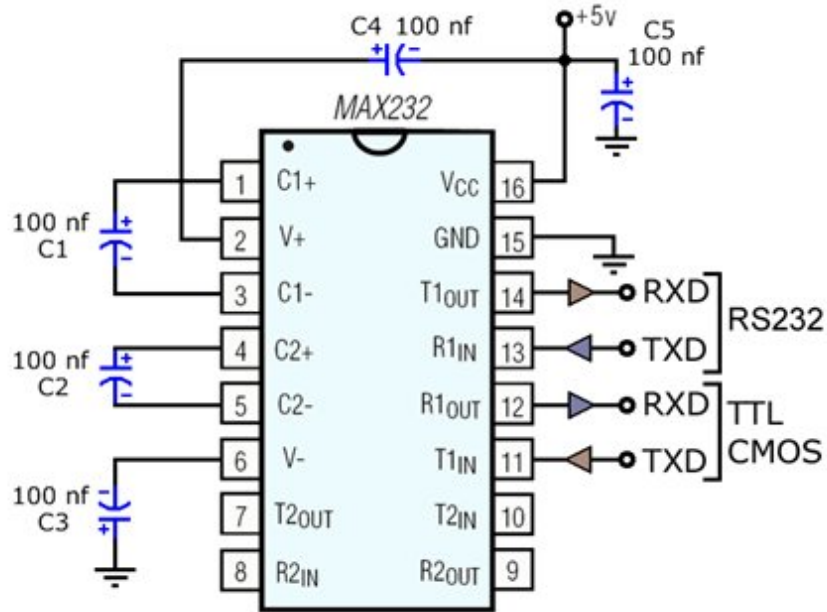 C4 100 nf
+5v
C5
100 nf
+ -
+
-
MAX232
1 C1+ VCC 16
+
100 nf
C1
-
2 V+ GND 15
3 C1- T1OUT 14 RXD
RS232
4 C2+ R1IN 13 TXD
100 nf
C2
+
-
5 C2- R1OUT 12 RXD
TTL
CMOS
6 V- T1IN 11 TXD
100 nf
C3
-
+
7 T2OUT T2IN 10
8 R2IN R2OUT 9